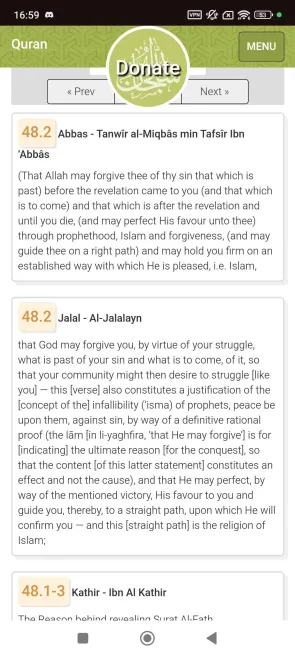 16:59
VPN
53
Quran
Donate
MENU
« Prev
Next »
48.2 Abbas - Tanwîr al-Miqbâs min Tafsîr Ibn
‘Abbâs
(That Allah may forgive thee of thy sin that which is
past) before the revelation came to you (and that which
is to come) and that which is after the revelation and
until you die, (and may perfect His favour unto thee)
through prophethood, Islam and forgiveness, (and may
guide thee on a right path) and may hold you firm on an
established way with which He is pleased, i.e. Islam,
48.2 Jalal - Al-Jalalayn
that God may forgive you, by virtue of your struggle,
what is past of your sin and what is to come, of it, so
that your community might then desire to struggle [like
you] — this [verse] also constitutes a justification of the
[concept of the] infallibility (‘isma) of prophets, peace be
upon them, against sin, by way of a definitive rational
proof (the lām [in li-yaghfira, ‘that He may forgive’] is for
[indicating] the ultimate reason [for the conquest], so
that the content [of this latter statement] constitutes an
effect and not the cause), and that He may perfect, by
way of the mentioned victory, His favour to you and
guide you, thereby, to a straight path, upon which He will
confirm you — and this [straight path] is the religion of
Islam;
48.1-3 Kathir - Ibn Al Kathir
The Reason behind revealing Surat Al-Fath